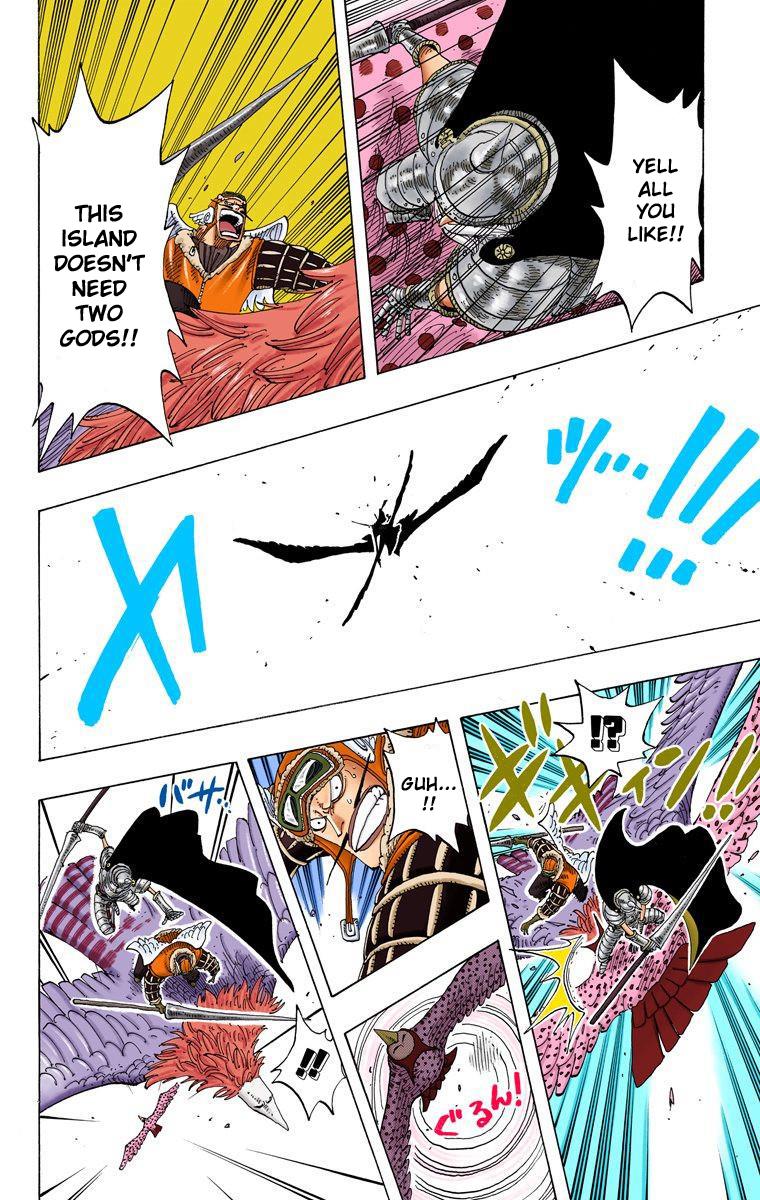 YELL
ALL
YOU
LIKE!!
THIS
ISLAND
DOESN'T
NEED
TWO
GODS!!
ツ…!!!
!?
ギィィン!!
GUH...
!!
ぐるん!
バサ…
!!